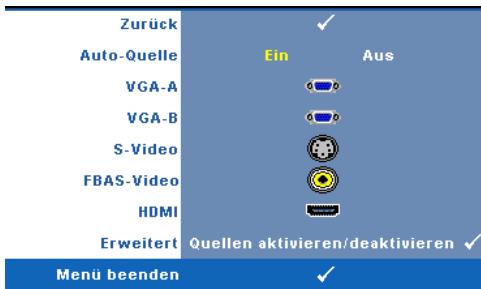 Zurück ✓
Auto-Quelle Ein Aus
VGA-A
VGA-B
S-Video
FBAS-Video
HDMI
Erweitert Quellen aktivieren/deaktivieren ✓
Menü beenden ✓